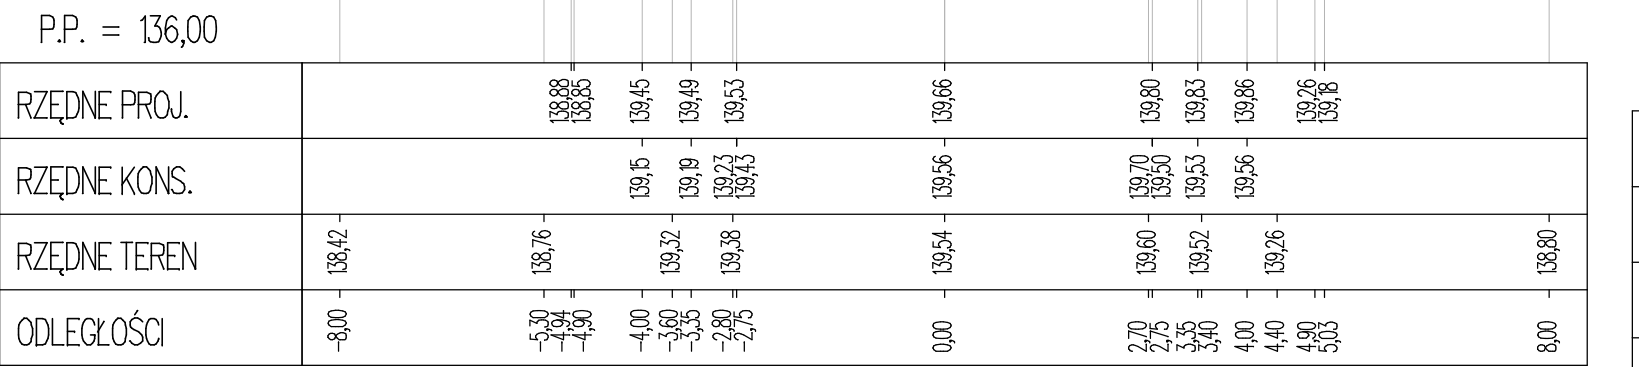 P.P. = 136,00
RZĘDNE PROJ. 138,88 138,85 139,45 139,49 139,53 139,66 139,80 139,83 139,86 139,26 139,18
RZĘDNE KONS. 139,15 139,19 139,23 139,43 139,56 139,70 139,50 139,53 139,56
RZĘDNE TEREN 138,42 138,76 139,32 139,38 139,54 139,60 139,52 139,26 138,80
ODLEGŁOŚCI -8,00 -5,30 -4,94 -4,90 -4,00 -3,60 -3,35 -2,80 -2,75 0,00 2,70 2,75 3,35 3,40 4,00 4,40 4,90 5,03 8,00